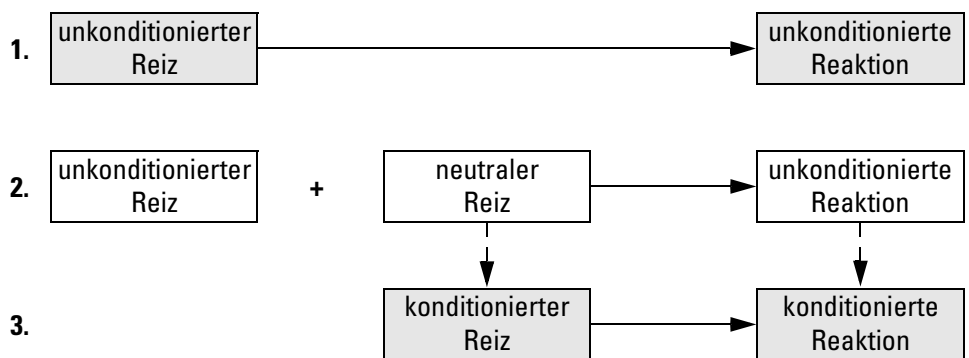 1.
unkonditionierter
Reiz
unkonditionierte
Reaktion
2.
unkonditionierter
Reiz
+
neutraler
Reiz
unkonditionierte
Reaktion
3.
konditionierter
Reiz
konditionierte
Reaktion